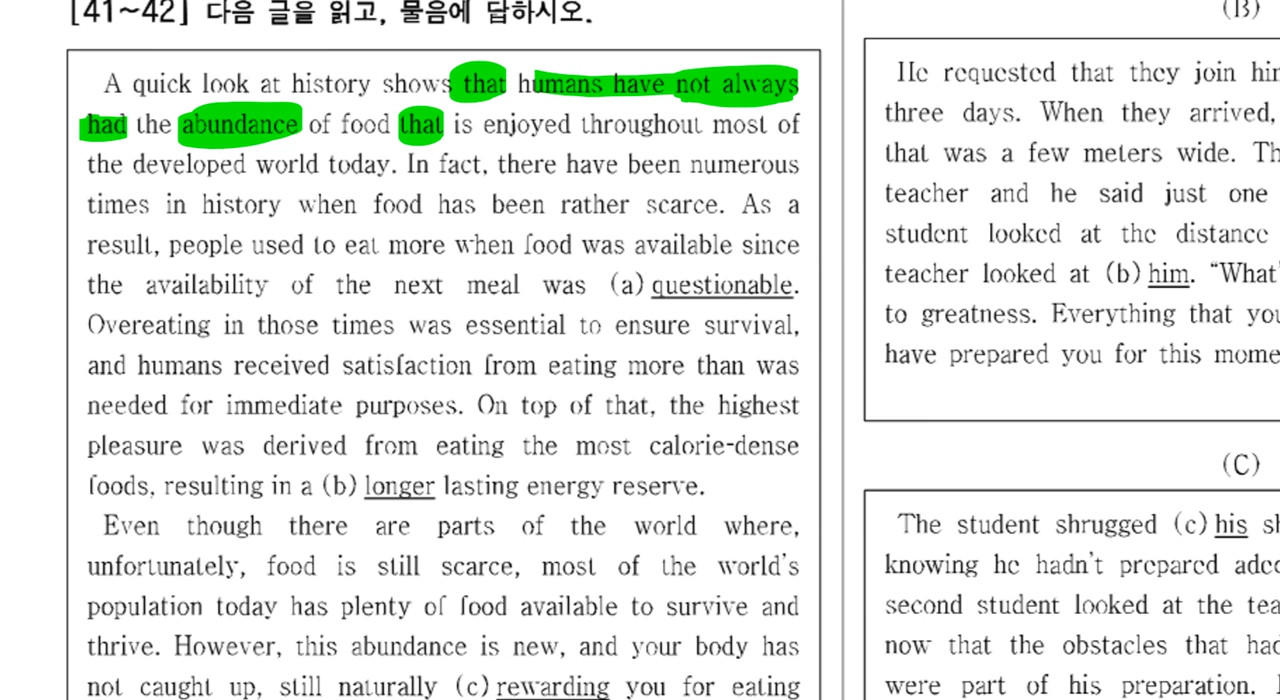 [41~42] 다음 글을 읽고, 물음에 답하시오.
A quick look at history shows that humans have not always
had the abundance of food that is enjoyed throughout most of
the developed world today. In fact, there have been numerous
times in history when food has been rather scarce. As a
result, people used to eat more when food was available since
the availability of the next meal was (a) questionable.
Overeating in those times was essential to ensure survival,
and humans received satisfaction from eating more than was
needed for immediate purposes. On top of that, the highest
pleasure was derived from eating the most calorie-dense
foods, resulting in a (b) longer lasting energy reserve.
Even though there are parts of the world where,
unfortunately, food is still scarce, most of the world's
population today has plenty of food available to survive and
thrive. However, this abundance is new, and your body has
not caught up, still naturally (c) rewarding you for eating
(B)
He requested that they join
three days. When they arrived,
that was a few meters wide.
teacher and he said just one
student looked at the distance
teacher looked at (b) him. "What'
to greatness. Everything that
have prepared you for this
(C)
The student shrugged (c) his
knowing he hadn't prepared
second student looked at the
now that the obstacles that
were part of his preparation.